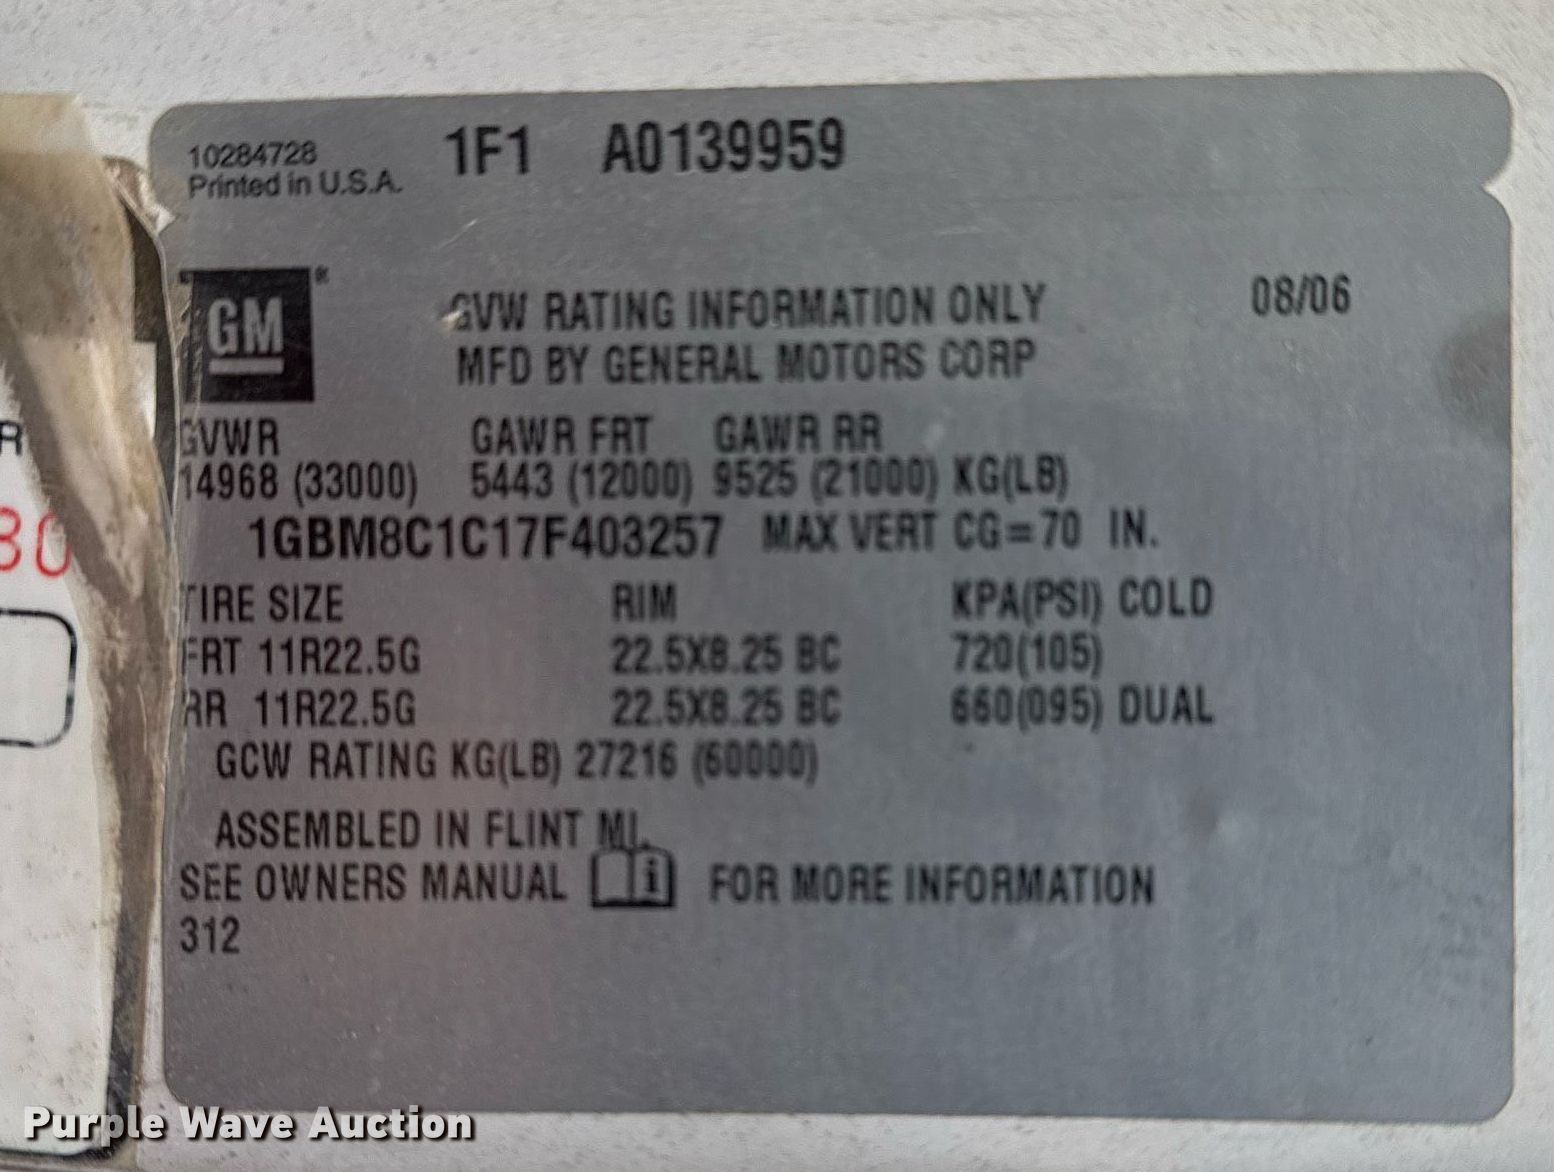 10284728
Printed in U.S.A.
1F1 A0139959
GM
®
GVW RATING INFORMATION ONLY 08/06
MFD BY GENERAL MOTORS CORP
GVWR GAWR FRT GAWR RR
14968 (33000) 5443 (12000) 9525 (21000) KG(LB)
1GBM8C1C17F403257 MAX VERT CG=70 IN.
TIRE SIZE RIM KPA(PSI) COLD
FRT 11R22.5G 22.5X8.25 BC 720(105)
RR 11R22.5G 22.5X8.25 BC 660(095) DUAL
GCW RATING KG(LB) 27216 (60000)
ASSEMBLED IN FLINT MI.
SEE OWNERS MANUAL i FOR MORE INFORMATION
312
R
30
Purple Wave Auction